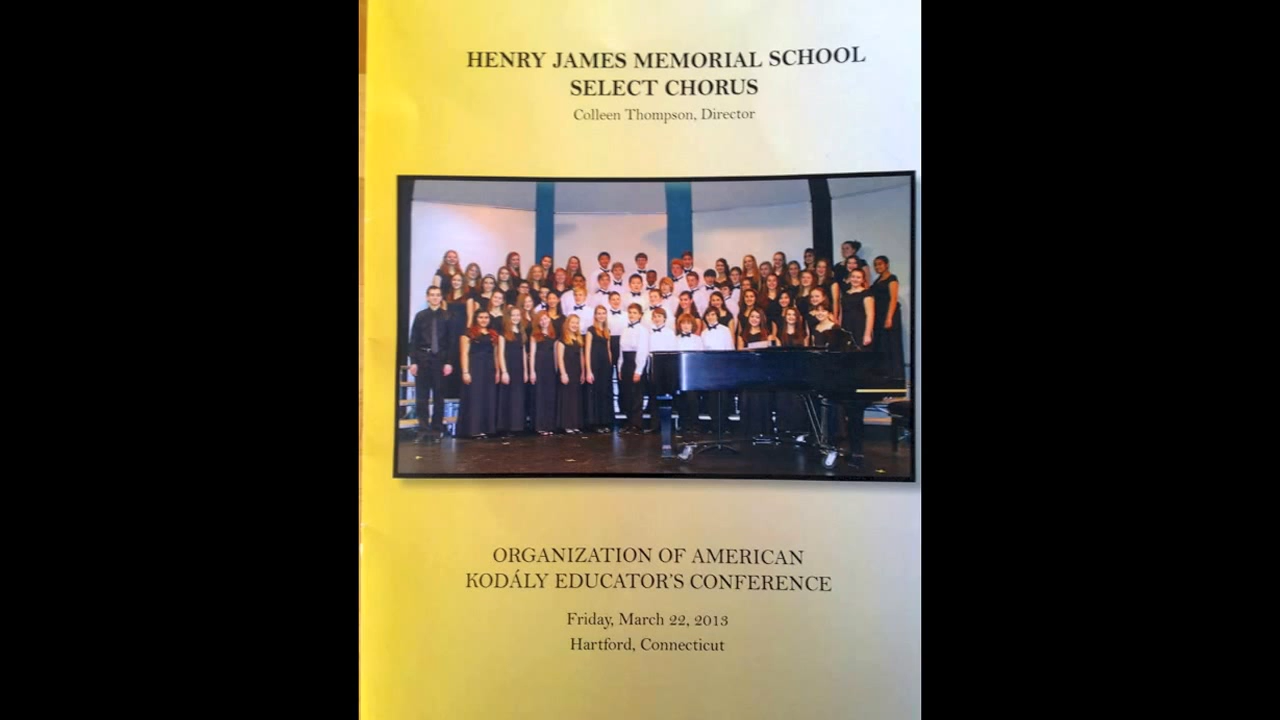 HENRY JAMES MEMORIAL SCHOOL
SELECT CHORUS
Colleen Thompson, Director
ORGANIZATION OF AMERICAN
KODÁLY EDUCATOR'S CONFERENCE
Friday, March 22, 2013
Hartford, Connecticut